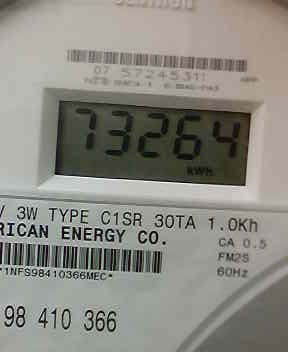 07 57245311
73264
kWh
V 3W TYPE C1SR 30TA 1.0Kh
RICAN ENERGY CO.
CA 0.5
FM2S
*1NFS98410366MEC*
60Hz
98 410 366